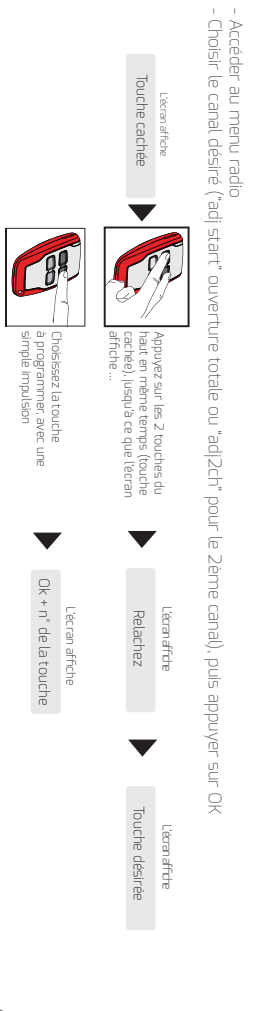 - Accéder au menu radio
- Choisir le canal désiré ("adj start" ouverture totale ou "adj2ch" pour le 2ème canal), puis appuyer sur OK
L'écran affiche
Touche cachée
Appuyez sur les 2 touches du
haut en même temps (touche
cachée), jusqu'à ce que l'écran
affiche ...
L'écran affiche
Relachez
L'écran affiche
Touche désirée
Choisissez la touche
à programmer, avec une
simple impulsion
L'écran affiche
Ok + n° de la touche